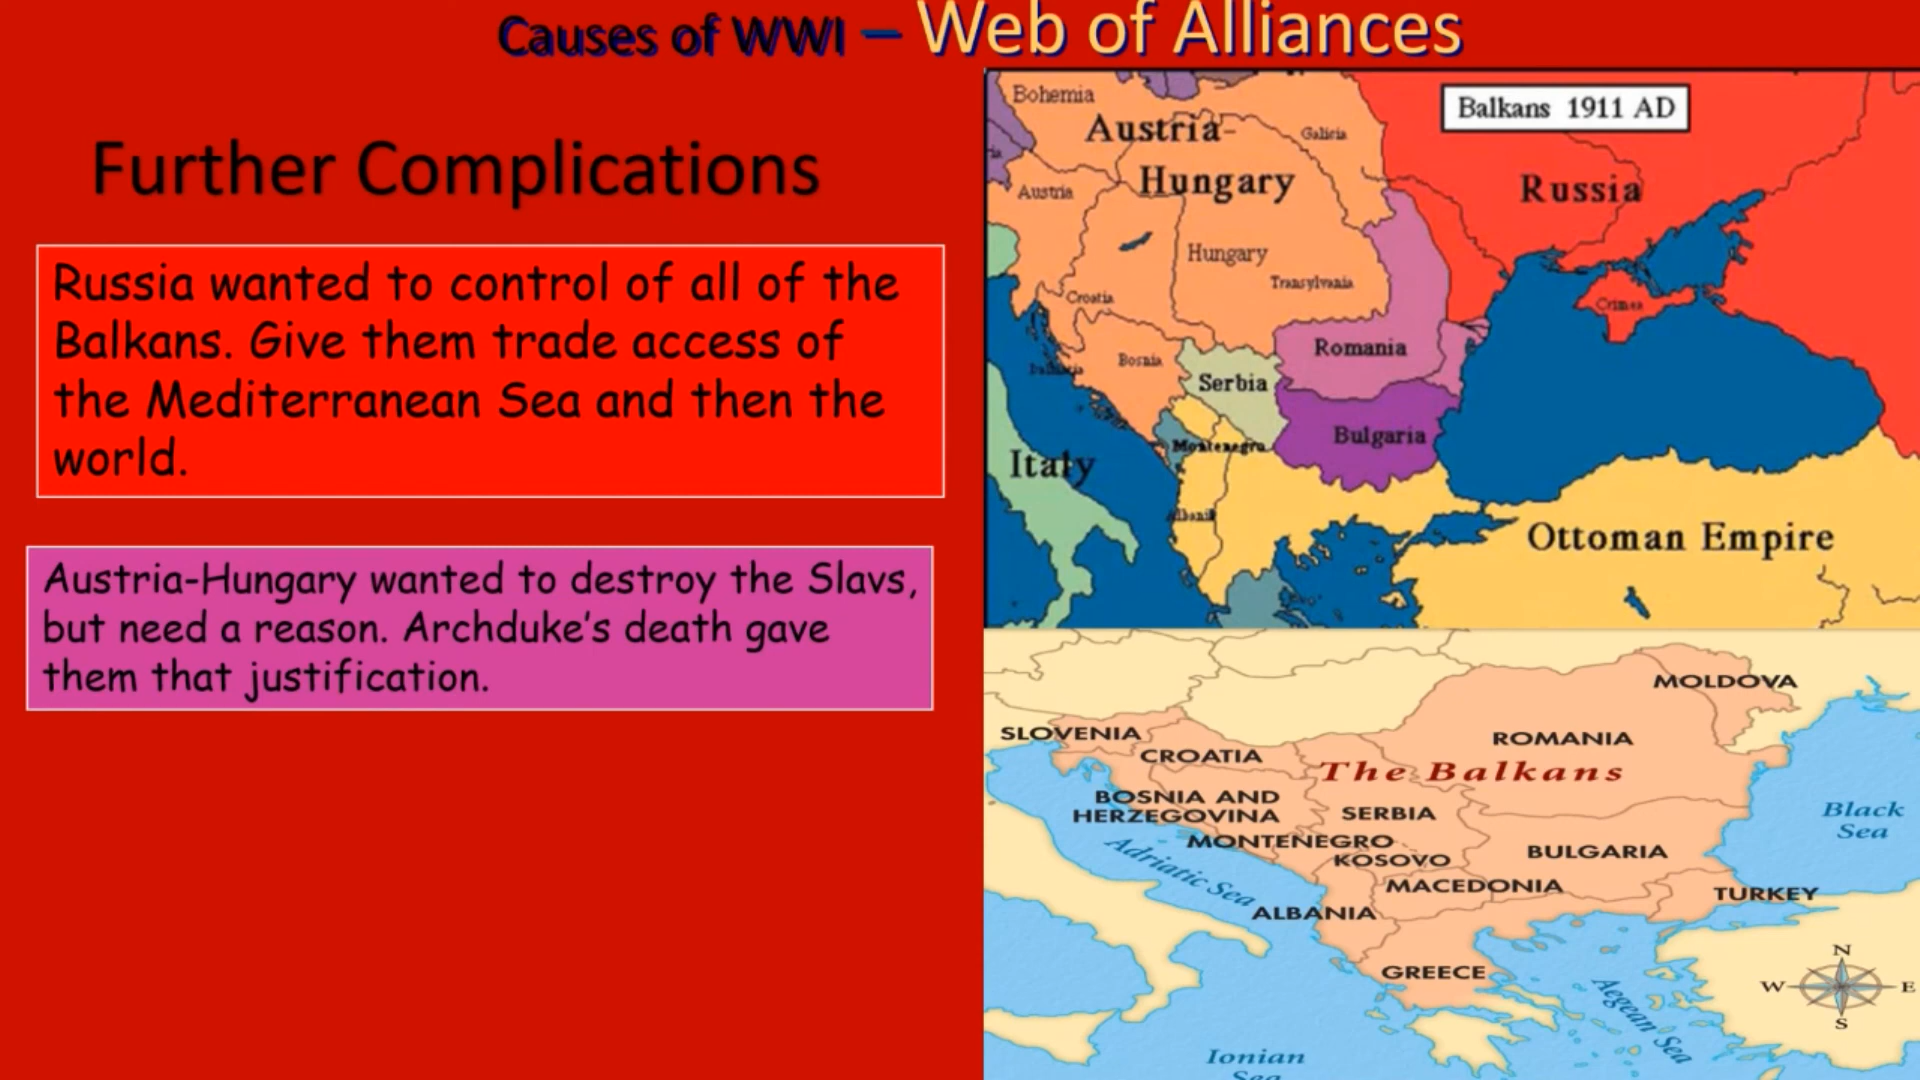 Causes of WWI – Web of Alliances
Further Complications
Russia wanted to control of all of the
Balkans. Give them trade access of
the Mediterranean Sea and then the
world.
Austria-Hungary wanted to destroy the Slavs,
but need a reason. Archduke's death gave
them that justification.
Balkans 1911 AD
Bohemia
Austria-
Hungary
Galicia
Russia
Austria
Hungary
Transylvania
Croatia
Crimea
Bosnia
Romania
Serbia
Bulgaria
Montenegro
Italy
Albania
Ottoman Empire
MOLDOVA
SLOVENIA
CROATIA
ROMANIA
The Balkans
BOSNIA AND
HERZEGOVINA
SERBIA
Black
Sea
MONTENEGRO
KOSOVO
BULGARIA
Adriatic Sea
MACEDONIA
TURKEY
ALBANIA
GREECE
N
W
E
S
Aegean Sea
Ionian
Sea